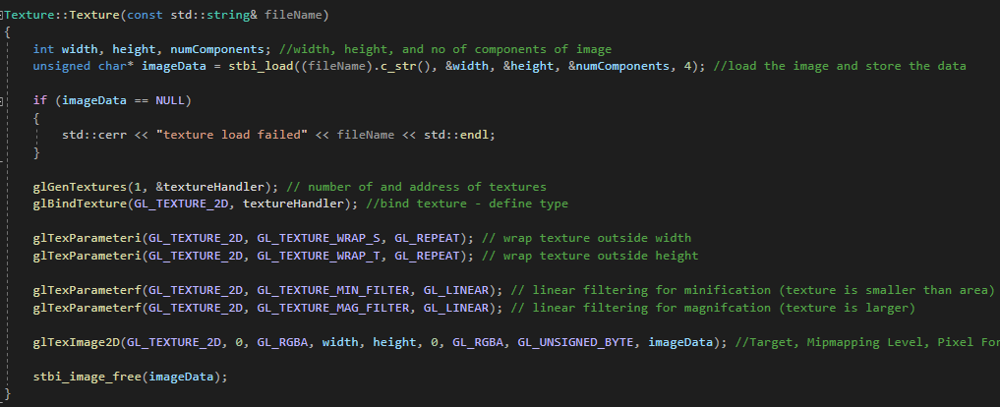 Texture::Texture(const std::string& fileName)
{
int width, height, numComponents; //width, height, and no of components of image
unsigned char* imageData = stbi_load((fileName).c_str(), &width, &height, &numComponents, 4); //load the image and store the data
if (imageData == NULL)
{
std::cerr << "texture load failed" << fileName << std::endl;
}
glGenTextures(1, &textureHandler); // number of and address of textures
glBindTexture(GL_TEXTURE_2D, textureHandler); //bind texture - define type
glTexParameteri(GL_TEXTURE_2D, GL_TEXTURE_WRAP_S, GL_REPEAT); // wrap texture outside width
glTexParameteri(GL_TEXTURE_2D, GL_TEXTURE_WRAP_T, GL_REPEAT); // wrap texture outside height
glTexParameterf(GL_TEXTURE_2D, GL_TEXTURE_MIN_FILTER, GL_LINEAR); // linear filtering for minification (texture is smaller than area)
glTexParameterf(GL_TEXTURE_2D, GL_TEXTURE_MAG_FILTER, GL_LINEAR); // linear filtering for magnifcation (texture is larger)
glTexImage2D(GL_TEXTURE_2D, 0, GL_RGBA, width, height, 0, GL_RGBA, GL_UNSIGNED_BYTE, imageData); //Target, Mipmapping Level, Pixel For
stbi_image_free(imageData);
}